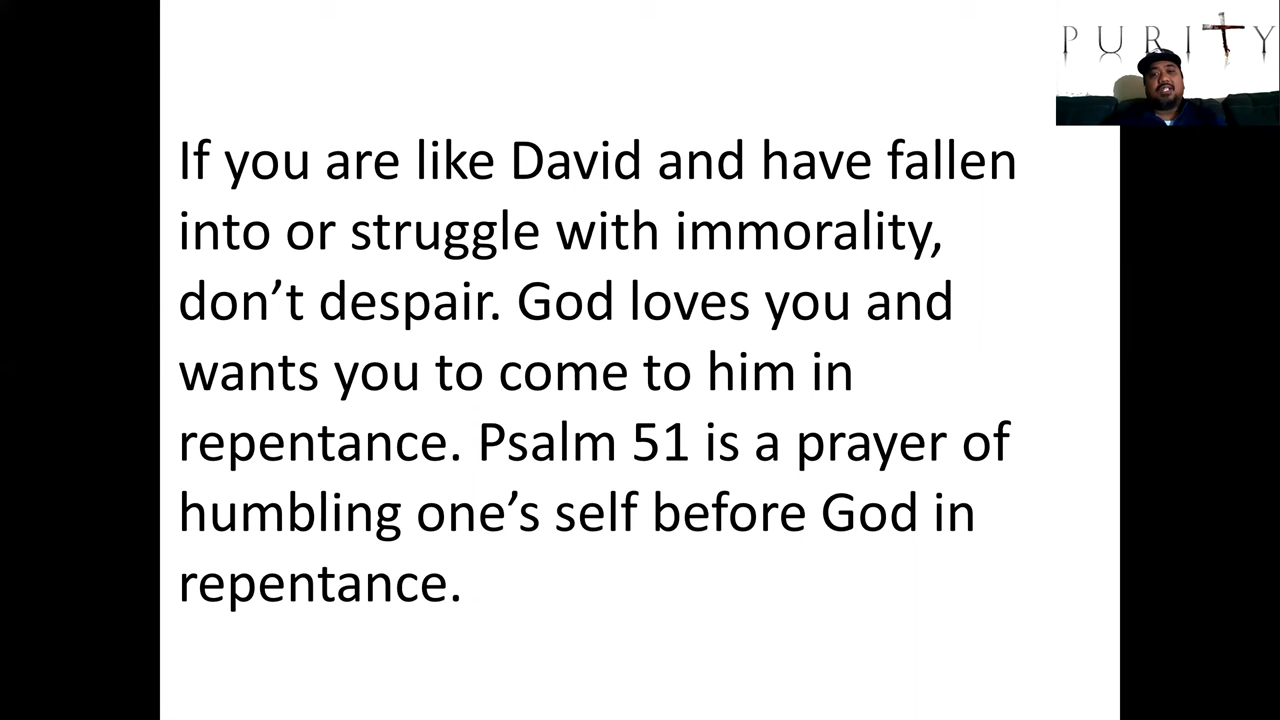 PURITY
If you are like David and have fallen
into or struggle with immorality,
don’t despair. God loves you and
wants you to come to him in
repentance. Psalm 51 is a prayer of
humbling one’s self before God in
repentance.